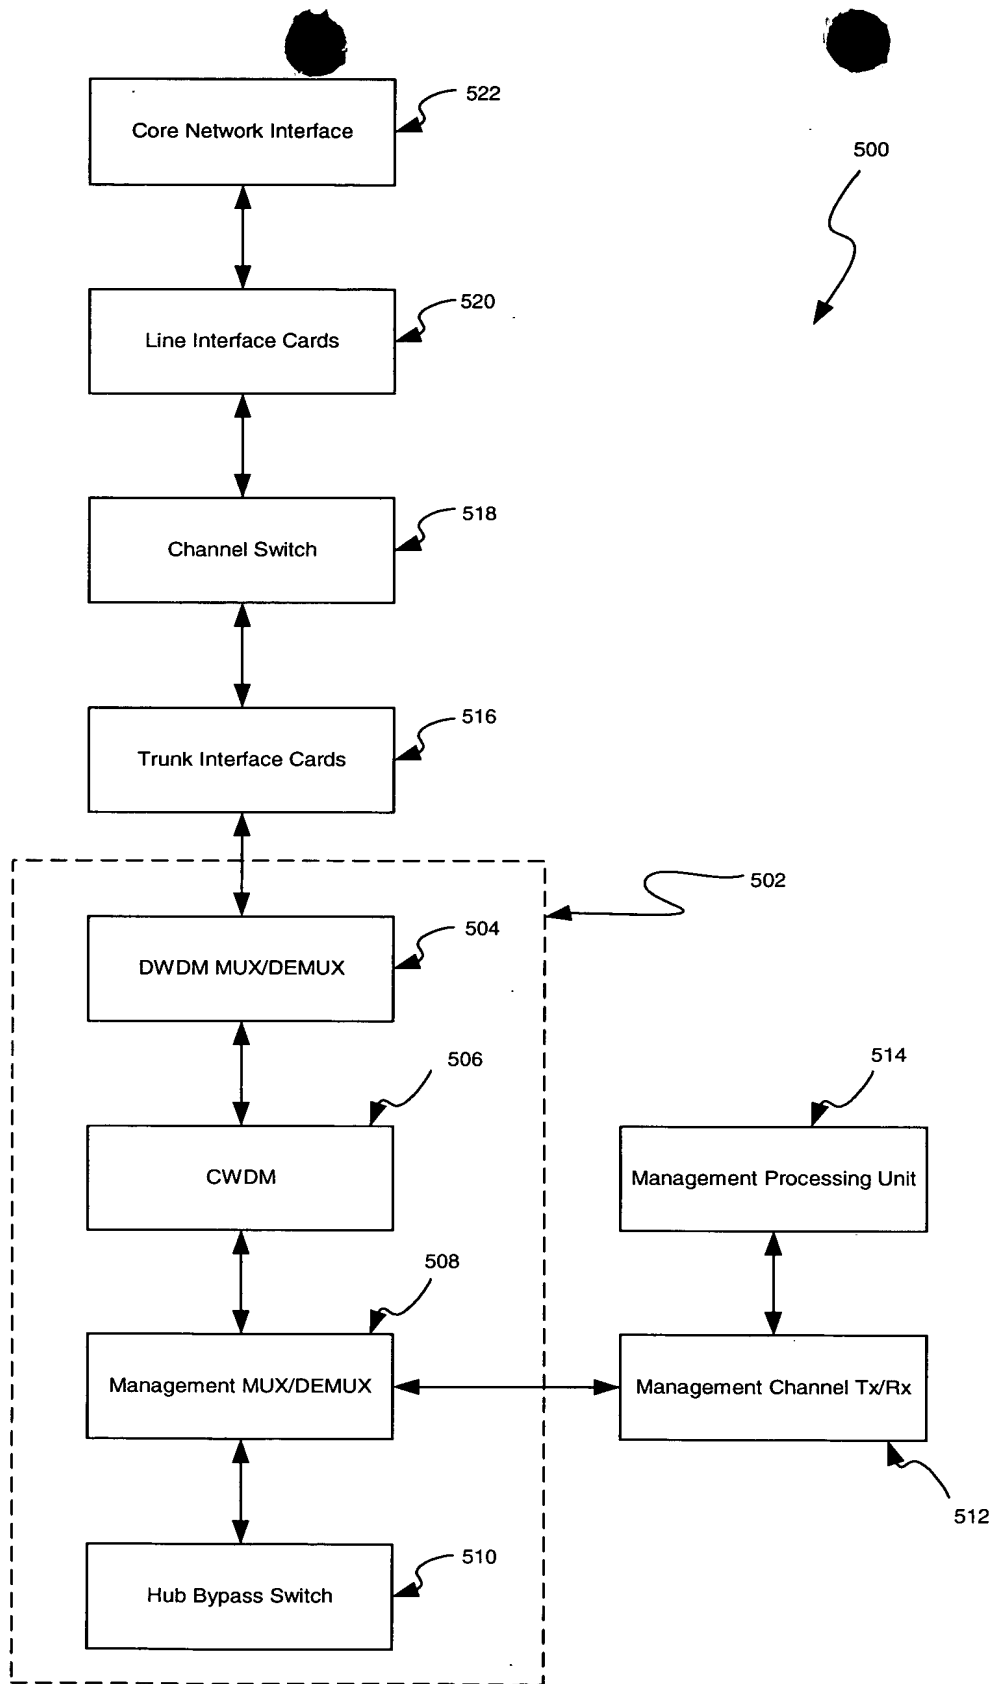 522
Core Network Interface
500
520
Line Interface Cards
518
Channel Switch
516
Trunk Interface Cards
502
504
DWDM MUX/DEMUX
506
514
CWDM
Management Processing Unit
508
Management MUX/DEMUX
Management Channel Tx/Rx
512
510
Hub Bypass Switch